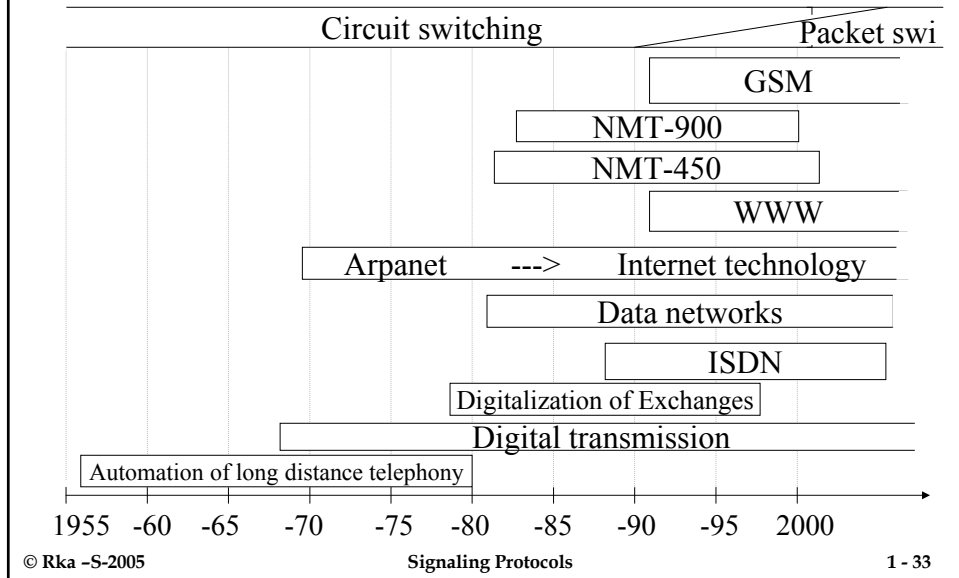 Circuit switching
Packet swi
GSM
NMT-900
NMT-450
WWW
Arpanet ---> Internet technology
Data networks
ISDN
Digitalization of Exchanges
Digital transmission
Automation of long distance telephony
1955 -60 -65 -70 -75 -80 -85 -90 -95 2000
© Rka –S-2005 Signaling Protocols 1 - 33